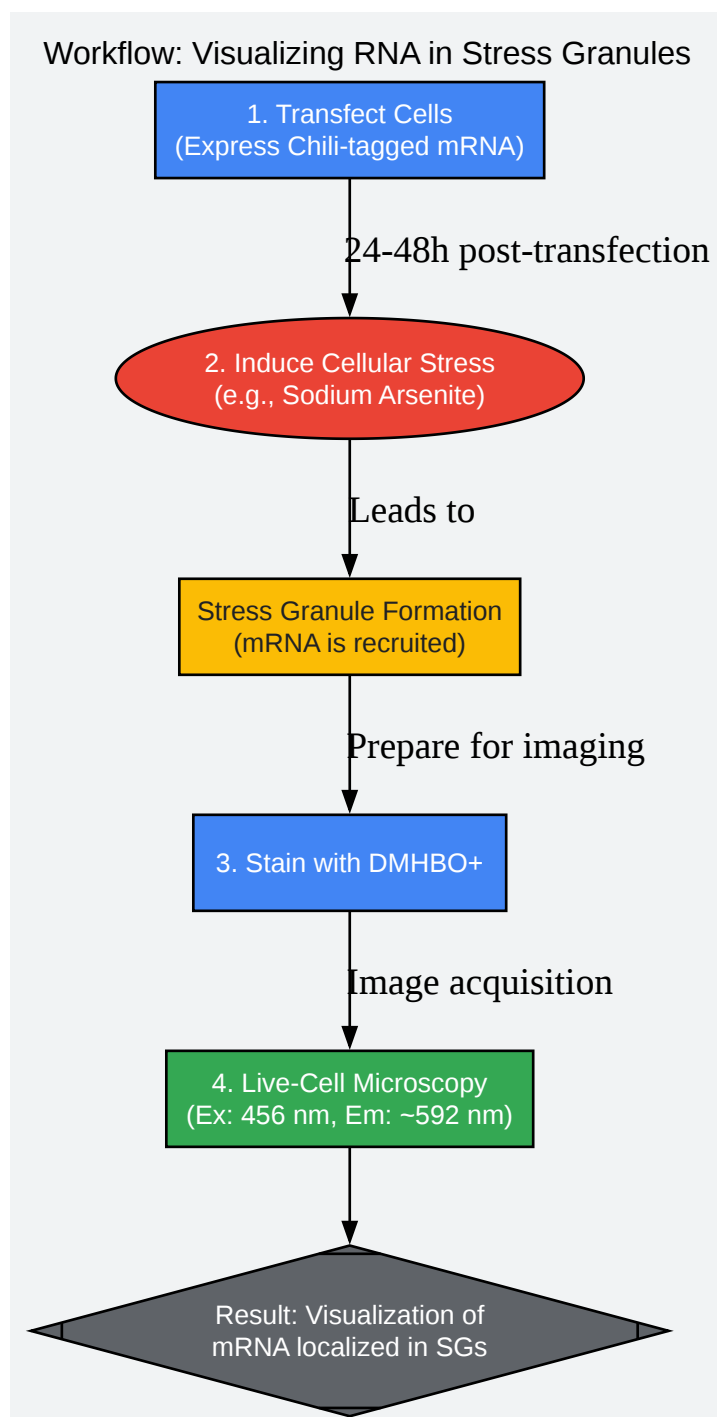 Workflow: Visualizing RNA in Stress Granules
1. Transfect Cells
(Express Chili-tagged mRNA)
24-48h post-transfection
2. Induce Cellular Stress
(e.g., Sodium Arsenite)
Leads to
Stress Granule Formation
(mRNA is recruited)
Prepare for imaging
3. Stain with DMHBO+
Image acquisition
4. Live-Cell Microscopy
(Ex: 456 nm, Em: ~592 nm)
Result: Visualization of
mRNA localized in SGs